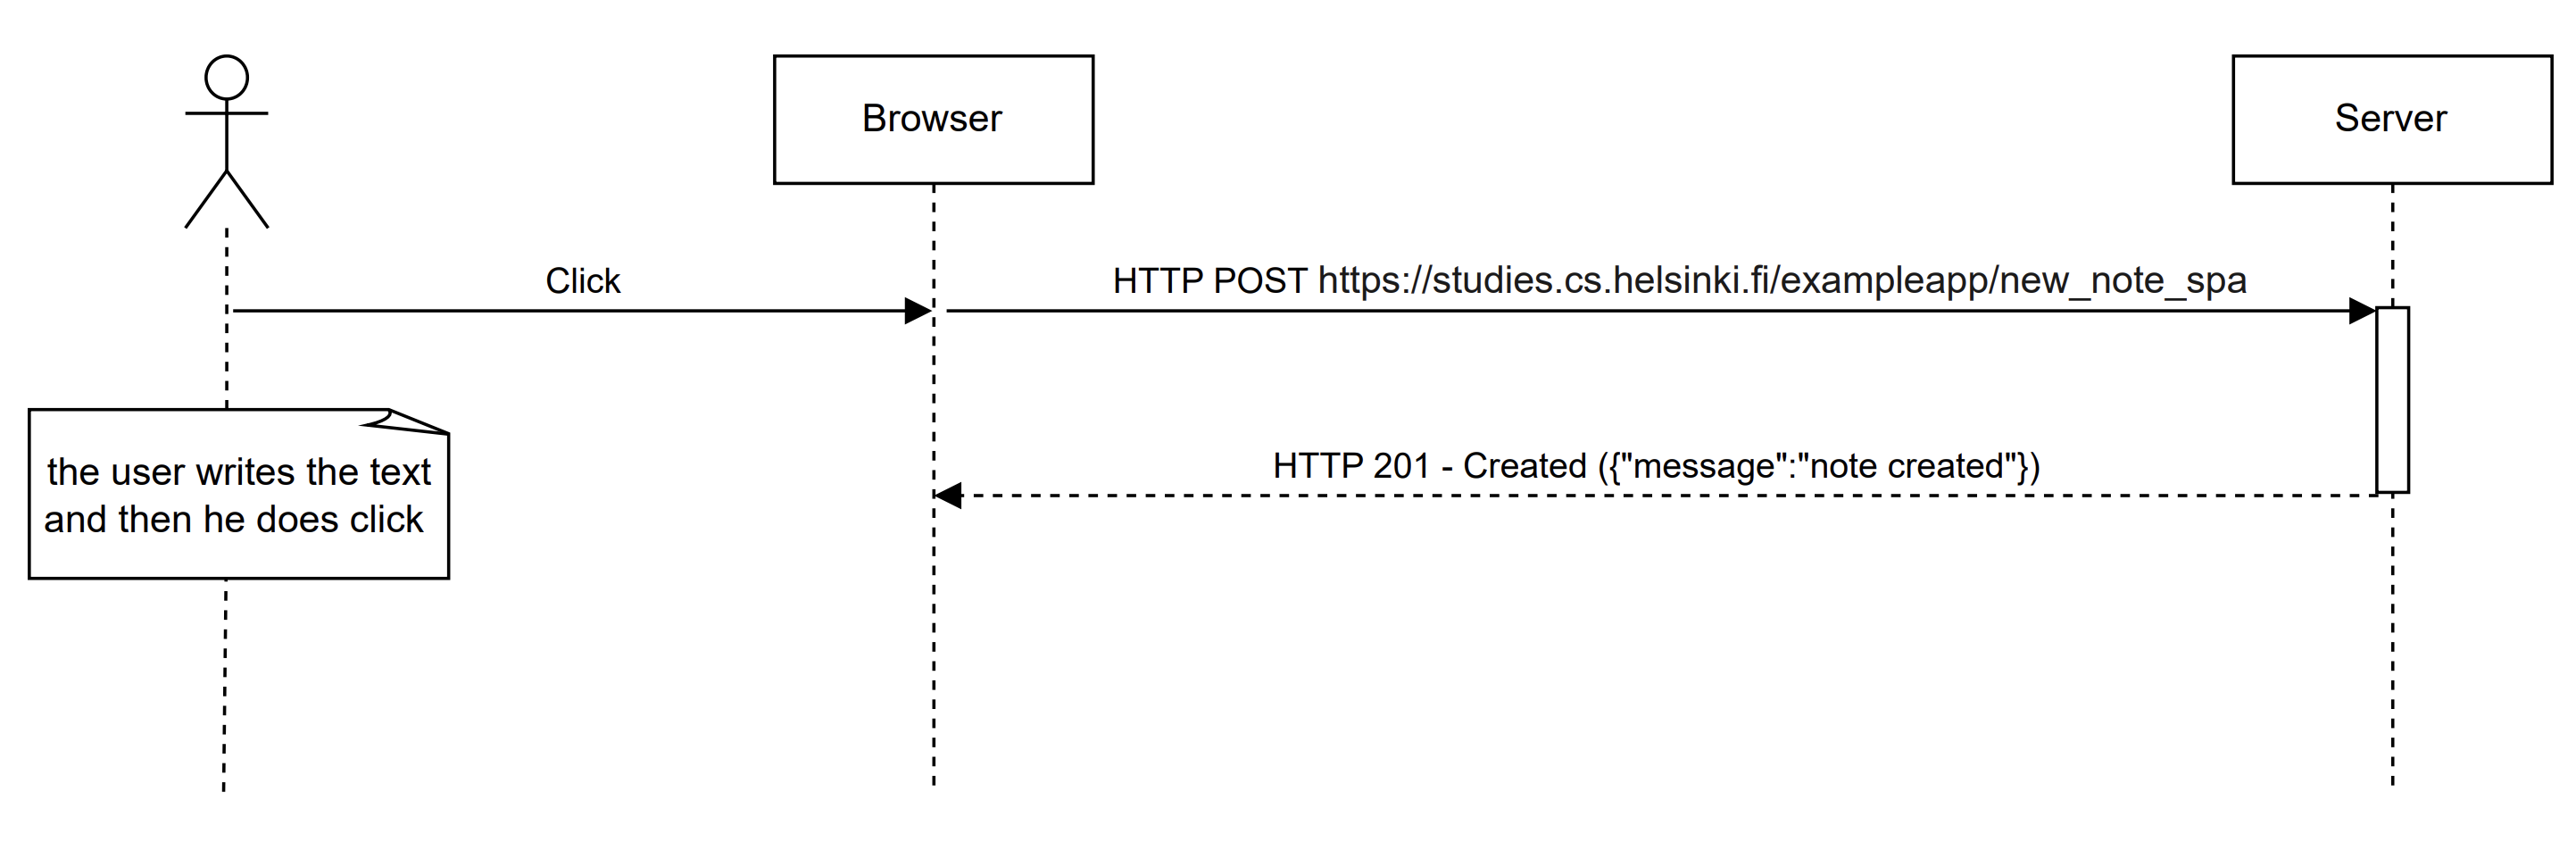 Browser
Server
Click
HTTP POST https://studies.cs.helsinki.fi/exampleapp/new_note_spa
the user writes the text
and then he does click
HTTP 201 - Created ({"message":"note created"})